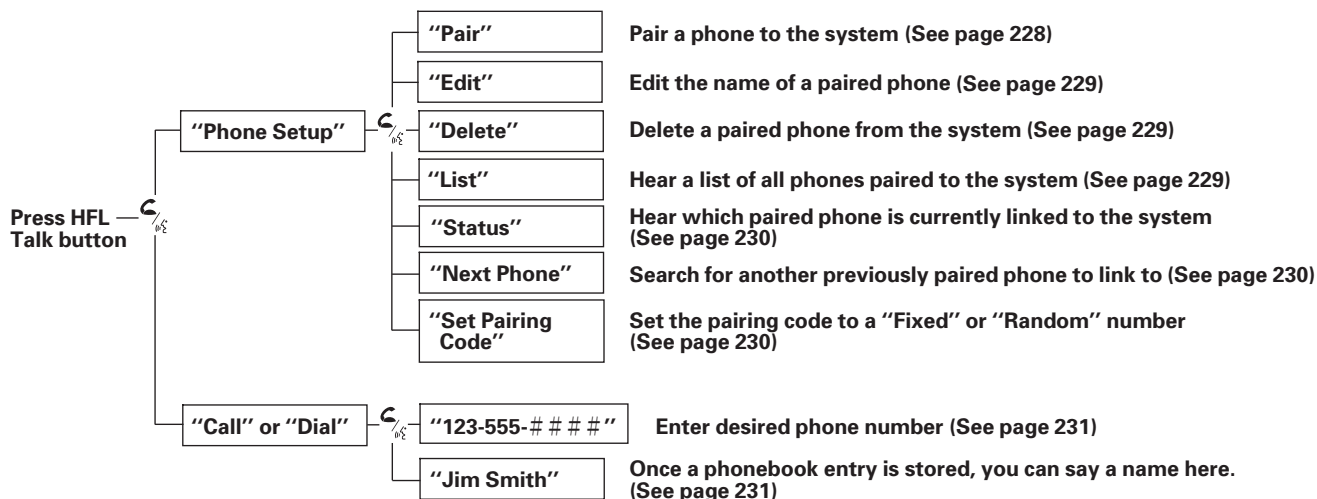 "Pair" Pair a phone to the system (See page 228)
"Edit" Edit the name of a paired phone (See page 229)
"Phone Setup" "Delete" Delete a paired phone from the system (See page 229)
"List" Hear a list of all phones paired to the system (See page 229)
Press HFL
Talk button
"Status" Hear which paired phone is currently linked to the system
(See page 230)
"Next Phone" Search for another previously paired phone to link to (See page 230)
"Set Pairing
Code"
Set the pairing code to a "Fixed" or "Random" number
(See page 230)
"Call" or "Dial" "123-555-####" Enter desired phone number (See page 231)
"Jim Smith" Once a phonebook entry is stored, you can say a name here.
(See page 231)